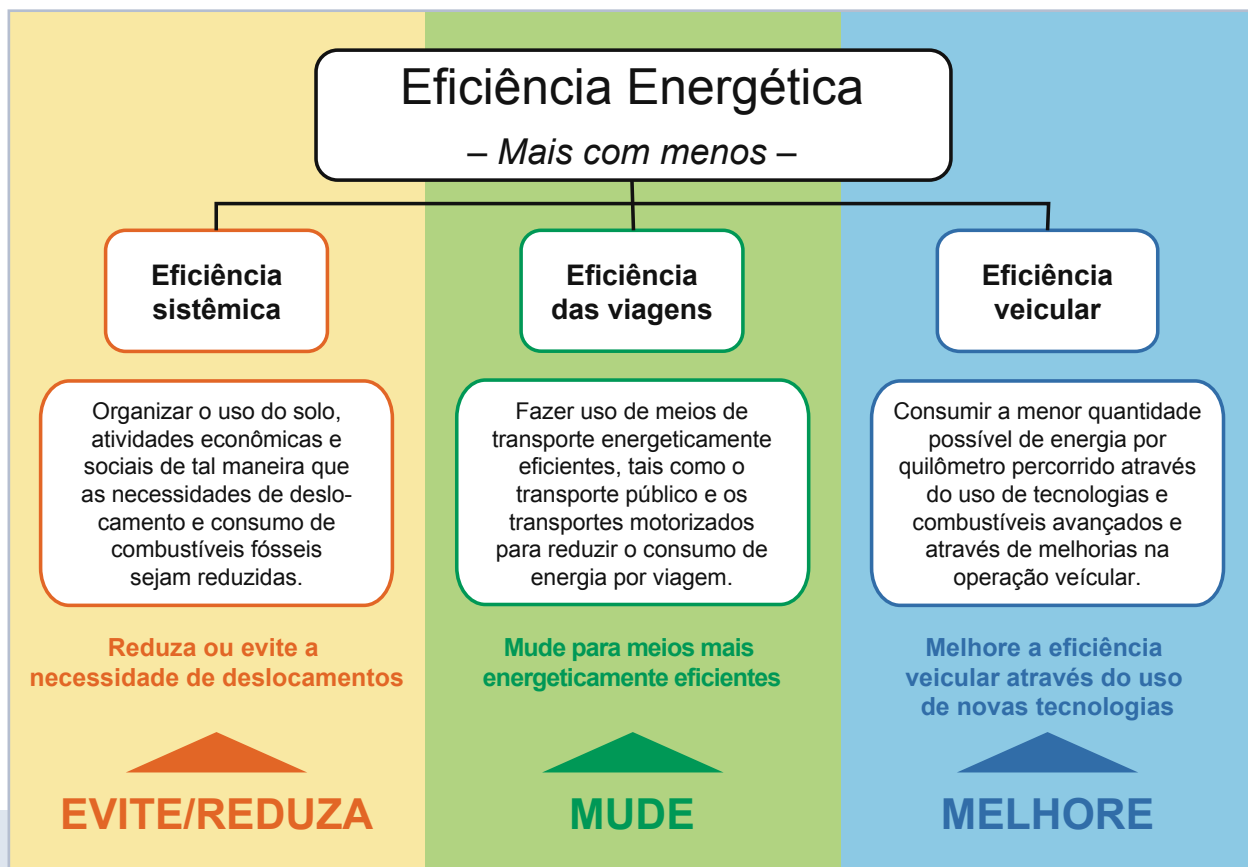 Eficiência Energética
– Mais com menos –
Eficiência
sistêmica
Organizar o uso do solo,
atividades econômicas e
sociais de tal maneira que
as necessidades de deslo-
camento e consumo de
combustíveis fósseis
sejam reduzidas.
Reduza ou evite a
necessidade de deslocamentos
EVITE/REDUZA
Eficiência
das viagens
Fazer uso de meios de
transporte energeticamente
eficientes, tais como o
transporte público e os
transportes motorizados
para reduzir o consumo de
energia por viagem.
Mude para meios mais
energeticamente eficientes
MUDE
Eficiência
veicular
Consumir a menor quantidade
possível de energia por
quilômetro percorrido através
do uso de tecnologias e
combustíveis avançados e
através de melhorias na
operação veícular.
Melhore a eficiência
veicular através do uso
de novas tecnologias
MELHORE